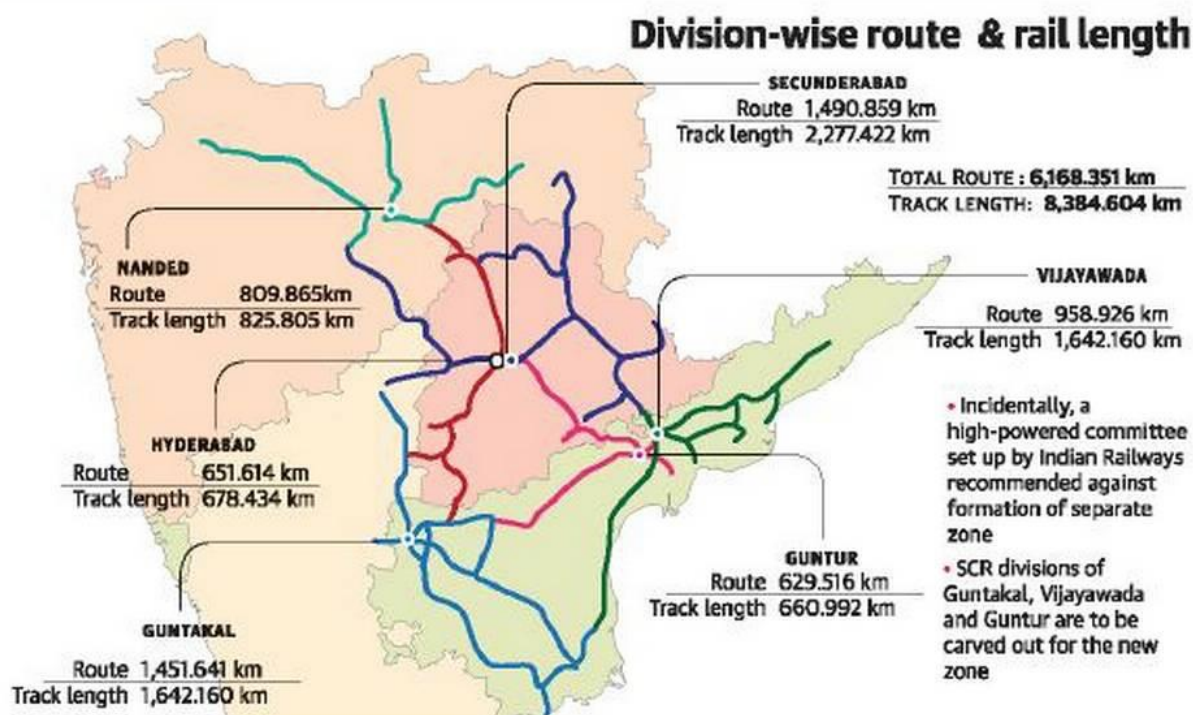 Division-wise route & rail length
SECUNDERABAD
Route 1,490.859 km
Track length 2,277.422 km
TOTAL ROUTE : 6,168.351 km
TRACK LENGTH: 8,384.604 km
NANDED
Route 809.865km
Track length 825.805 km
VIJAYAWADA
Route 958.926 km
Track length 1,642.160 km
HYDERABAD
Route 651.614 km
Track length 678.434 km
• Incidentally, a
high-powered committee
set up by Indian Railways
recommended against
formation of separate
zone
• SCR divisions of
Guntakal, Vijayawada
and Guntur are to be
carved out for the new
zone
GUNTUR
Route 629.516 km
Track length 660.992 km
GUNTAKAL
Route 1,451.641 km
Track length 1,642.160 km